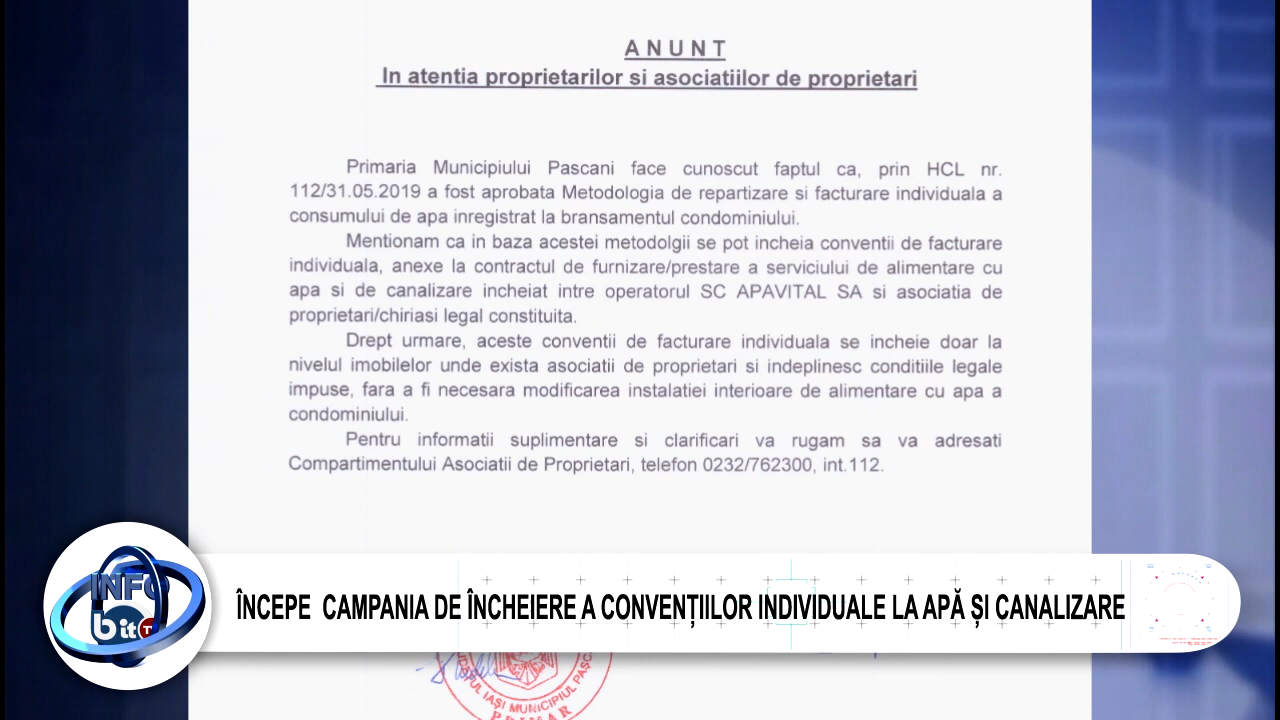 A N U N T
In atentia proprietarilor si asociatiilor de proprietari
Primaria Municipiului Pascani face cunoscut faptul ca, prin HCL nr.
112/31.05.2019 a fost aprobata Metodologia de repartizare si facturare individuala a
consumului de apa inregistrat la bransamentul condominiului.
Mentionam ca in baza acestei metodolgii se pot incheia conventii de facturare
individuala, anexe la contractul de furnizare/prestare a serviciului de alimentare cu
apa si de canalizare incheiat intre operatorul SC APAVITAL SA si asociatia de
proprietari/chiriasi legal constituita.
Drept urmare, aceste conventii de facturare individuala se incheie doar la
nivelul imobilelor unde exista asociatii de proprietari si indeplinesc conditiile legale
impuse, fara a fi necesara modificarea instalatiei interioare de alimentare cu apa a
condominiului.
Pentru informatii suplimentare si clarificari va rugam sa va adresati
Compartimentului Asociatii de Proprietari, telefon 0232/762300, int.112.
INFO
bit TV
ÎNCEPE CAMPANIA DE ÎNCHEIERE A CONVENȚIILOR INDIVIDUALE LA APĂ ȘI CANALIZARE
IAȘI MUNICIPIUL
PRIMAR